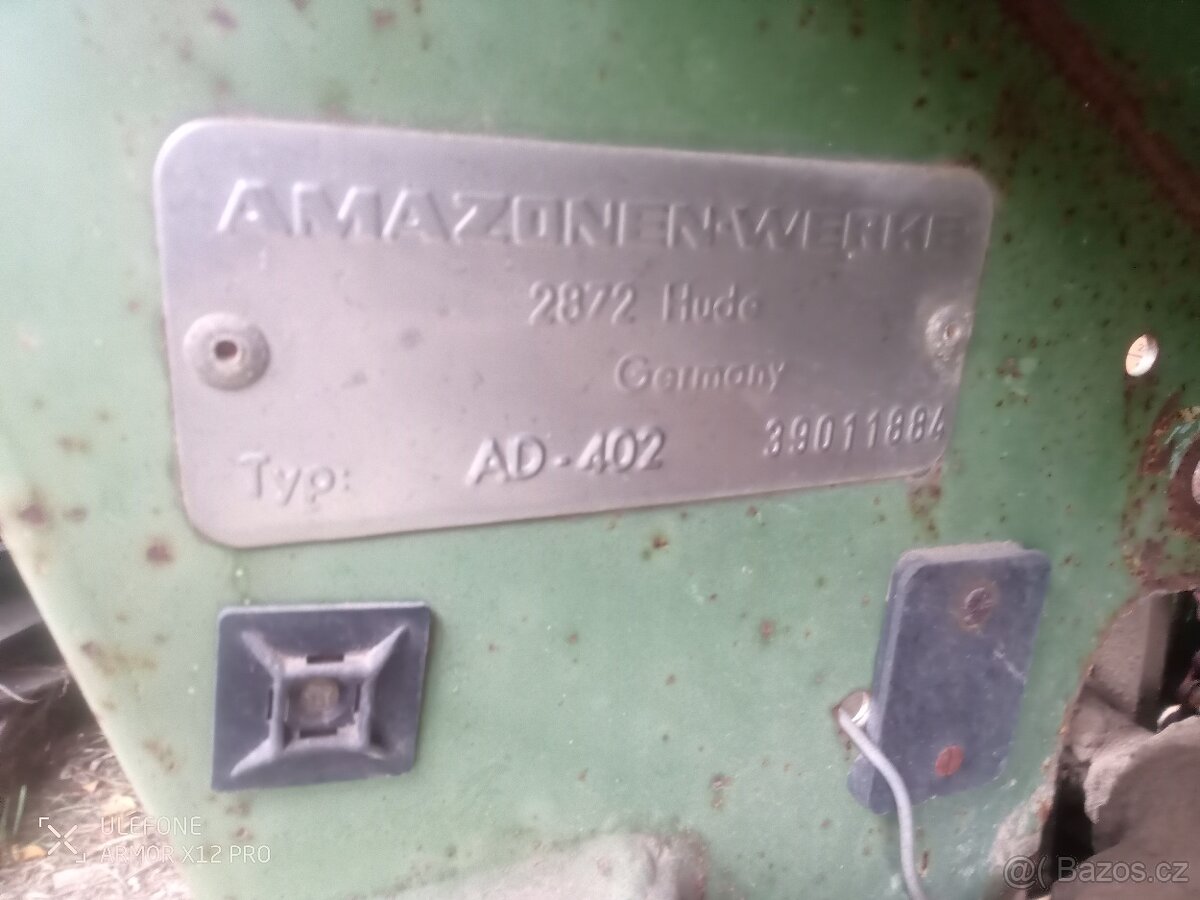 AMAZONEN-WERKE
2872 Hude
Germany
Typ: AD-402 39011884
ULEFONE
ARMOR X12 PRO
@( Bazos.cz